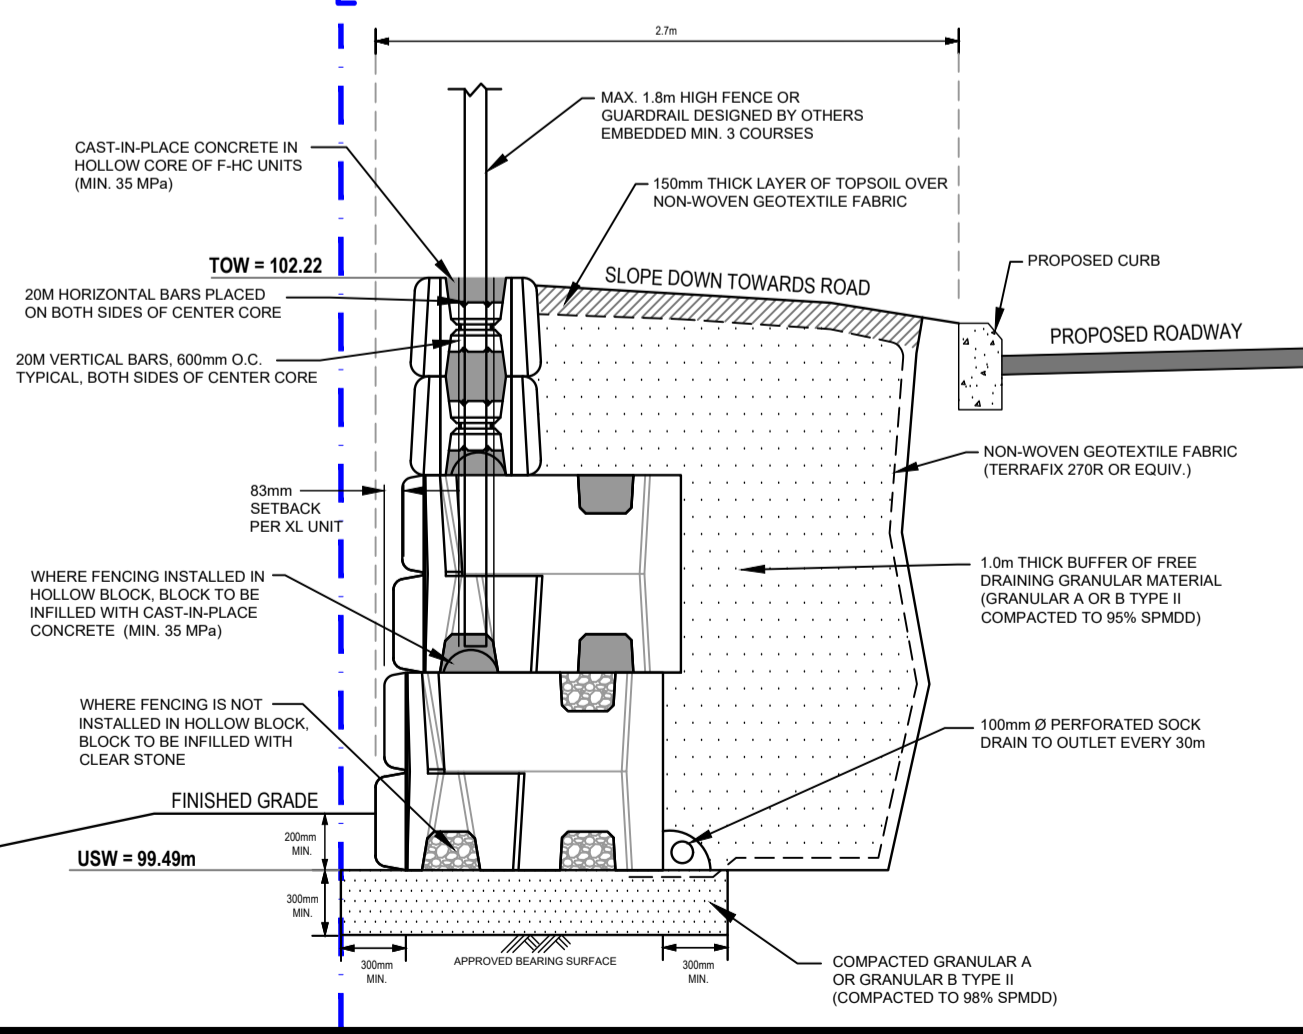 2.7m
MAX. 1.8m HIGH FENCE OR
GUARDRAIL DESIGNED BY OTHERS
EMBEDDED MIN. 3 COURSES
CAST-IN-PLACE CONCRETE IN
HOLLOW CORE OF F-HC UNITS
(MIN. 35 MPa)
150mm THICK LAYER OF TOPSOIL OVER
NON-WOVEN GEOTEXTILE FABRIC
TOW = 102.22
SLOPE DOWN TOWARDS ROAD
PROPOSED CURB
20M HORIZONTAL BARS PLACED
ON BOTH SIDES OF CENTER CORE
PROPOSED ROADWAY
20M VERTICAL BARS, 600mm O.C.
TYPICAL, BOTH SIDES OF CENTER CORE
NON-WOVEN GEOTEXTILE FABRIC
(TERRAFIX 270R OR EQUIV.)
83mm
SETBACK
PER XL UNIT
WHERE FENCING INSTALLED IN
HOLLOW BLOCK, BLOCK TO BE
INFILLED WITH CAST-IN-PLACE
CONCRETE (MIN. 35 MPa)
1.0m THICK BUFFER OF FREE
DRAINING GRANULAR MATERIAL
(GRANULAR A OR B TYPE II
COMPACTED TO 95% SPMDD)
WHERE FENCING IS NOT
INSTALLED IN HOLLOW BLOCK,
BLOCK TO BE INFILLED WITH
CLEAR STONE
100mm Ø PERFORATED SOCK
DRAIN TO OUTLET EVERY 30m
FINISHED GRADE
200mm
MIN.
USW = 99.49m
300mm
MIN.
300mm
MIN.
APPROVED BEARING SURFACE
300mm
MIN.
COMPACTED GRANULAR A
OR GRANULAR B TYPE II
(COMPACTED TO 98% SPMDD)